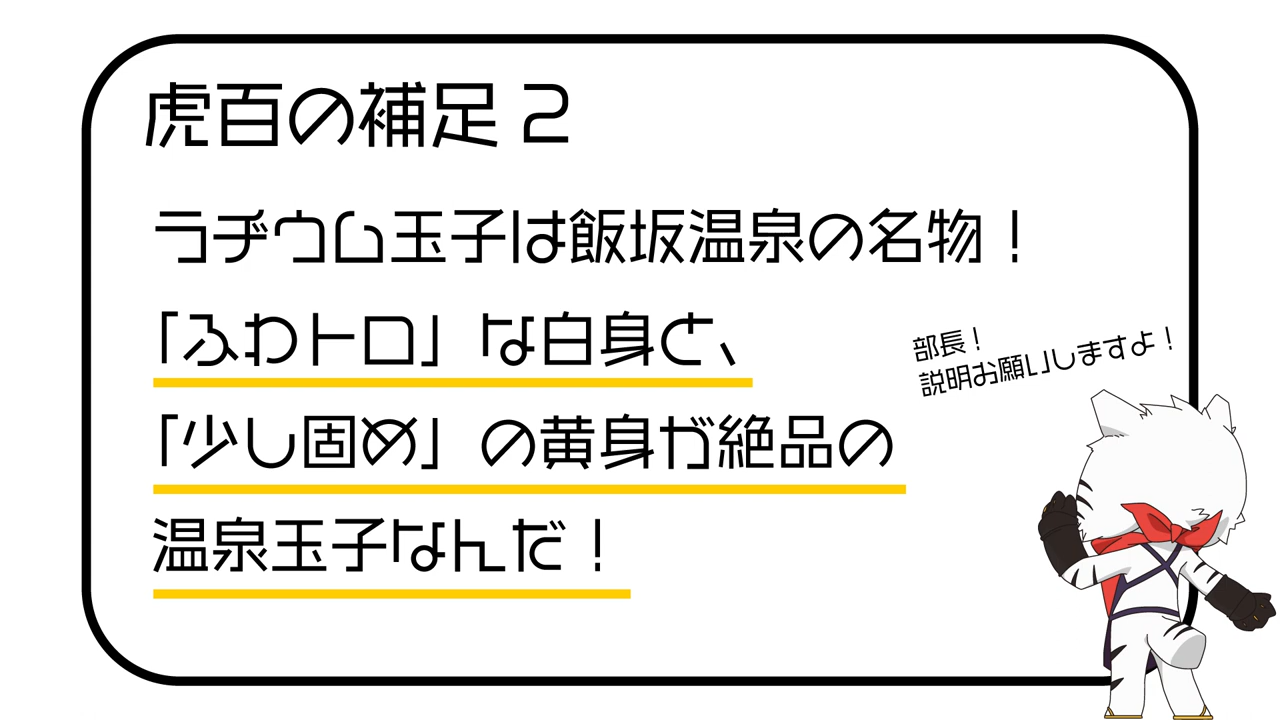 虎百の補足２
ラヂウム玉子は飯坂温泉の名物！
「ふわトロ」な白身と、
「少し固め」の黄身が絶品の
温泉玉子なんだ！
部長！
説明お願いしますよ！